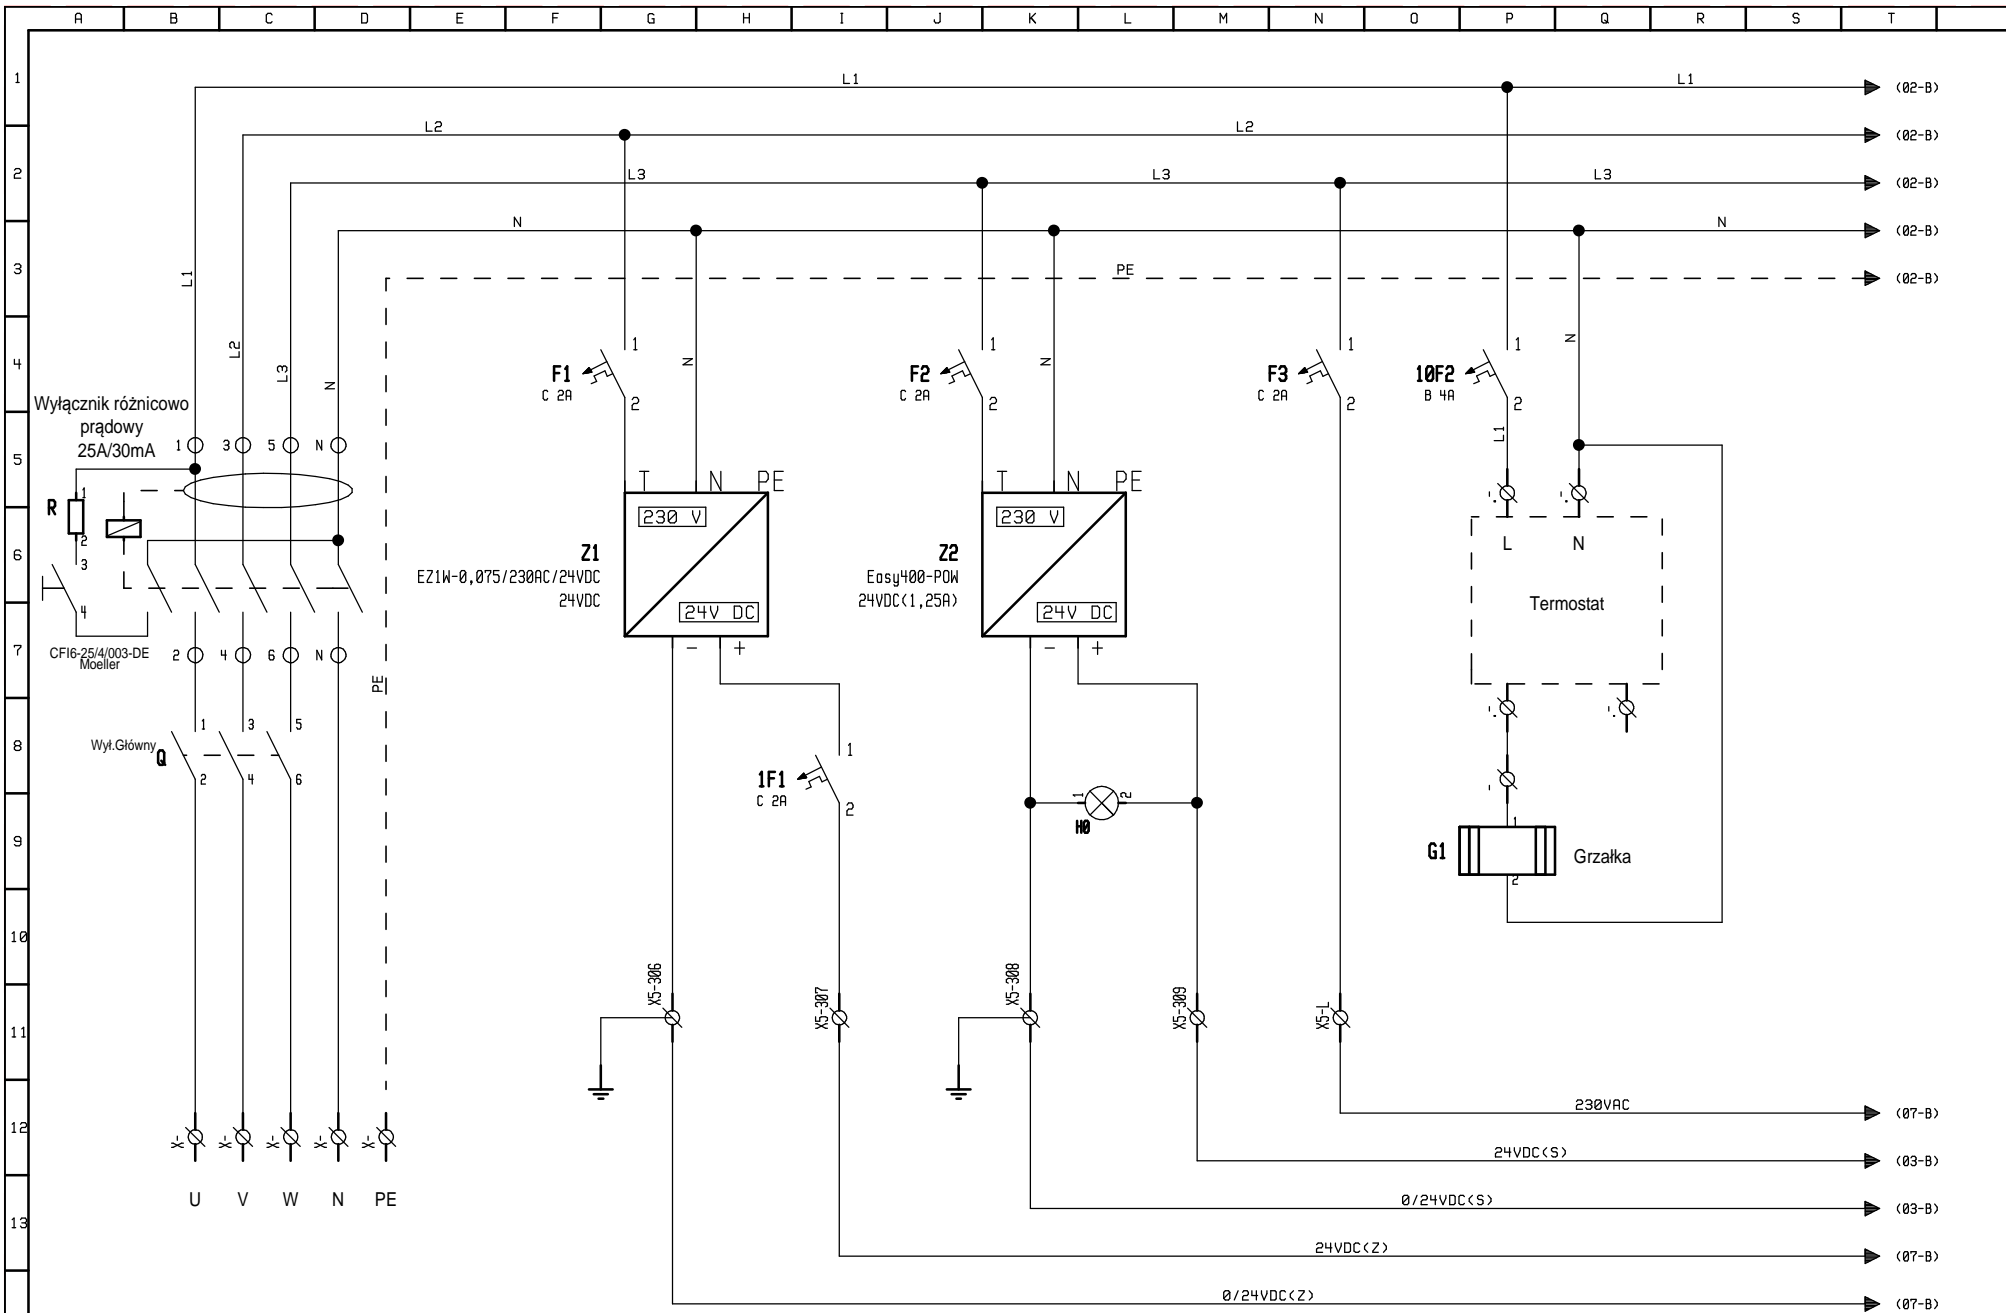 A B C D E F G H I J K L M N O P Q R S T
1
L1 L1 (02-B)
L2 L2 (02-B)
2
L3 L3 L3 (02-B)
N N (02-B)
3
L1 PE (02-B)
4
L2 L3 N
1 N 1 N 1 1 N
F1 F2 F3 10F2
C 2A C 2A C 2A B 4A
2 2 2 2
Wyłącznik różnicowo
prądowy
25A/30mA
1 3 5 N
L1
5
T N PE T N PE
R 1
2
230 V 230 V
6
3
4
L N
Z1
EZ1W-0,075/230AC/24VDC
24VDC
Z2
Easy400-POW
24VDC(1,25A)
24V DC 24V DC
Termostat
7
CFI6-25/4/003-DE
Moeller
2 4 6 N
- + - +
PE
8
Wył.Główny
Q
1 3 5
2 4 6
1F1
C 2A
1
2
1 2
H0
9
G1
1
2
Grzałka
10
X5-306 X5-307 X5-308 X5-309 X5-L
11
12
X- X- X- X- X-
230VAC (07-B)
24VDC(S) (03-B)
U V W N PE
0/24VDC(S) (03-B)
13
24VDC(Z) (07-B)
0/24VDC(Z) (07-B)